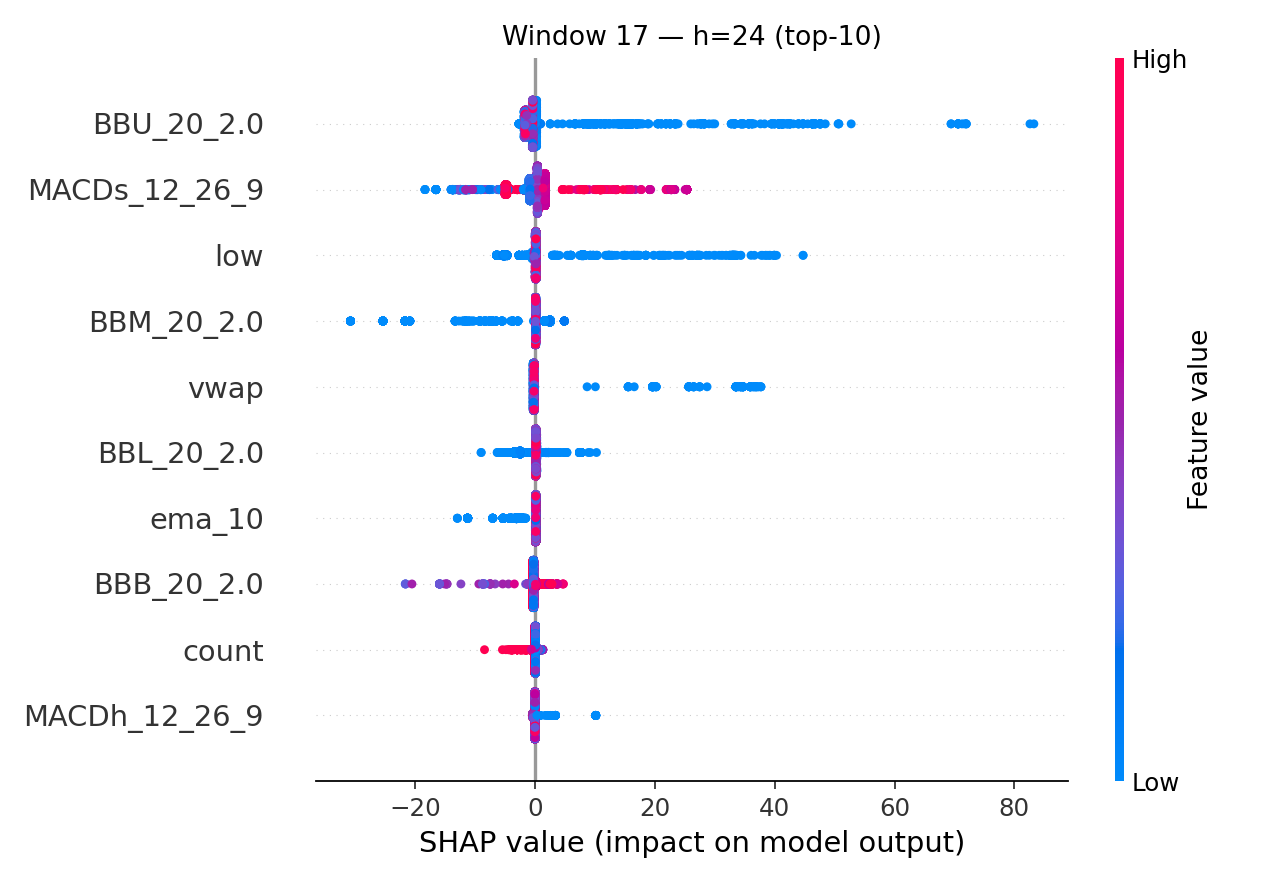 Window 17 — h=24 (top-10)
High
BBU_20_2.0
MACDs_12_26_9
low
BBM_20_2.0
vwap
BBL_20_2.0
ema_10
BBB_20_2.0
count
MACDh_12_26_9
Feature value
Low
−20 0 20 40 60 80
SHAP value (impact on model output)